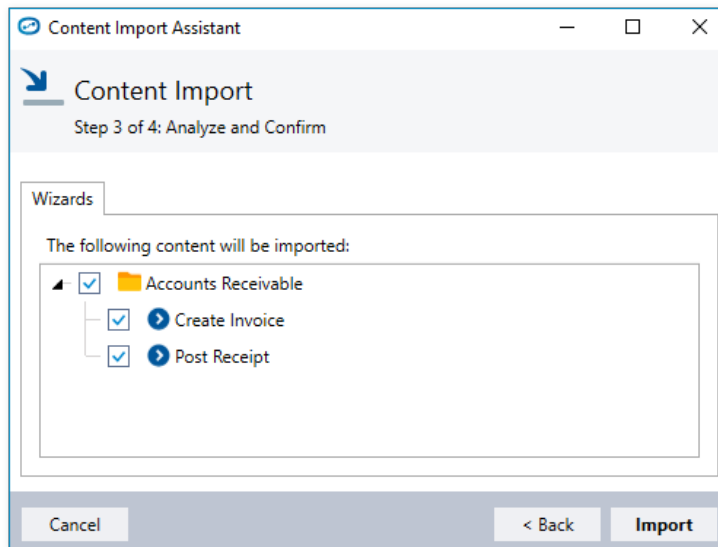 Content Import Assistant
Content Import
Step 3 of 4: Analyze and Confirm
Wizards
The following content will be imported:
Accounts Receivable
Create Invoice
Post Receipt
Cancel
< Back
Import